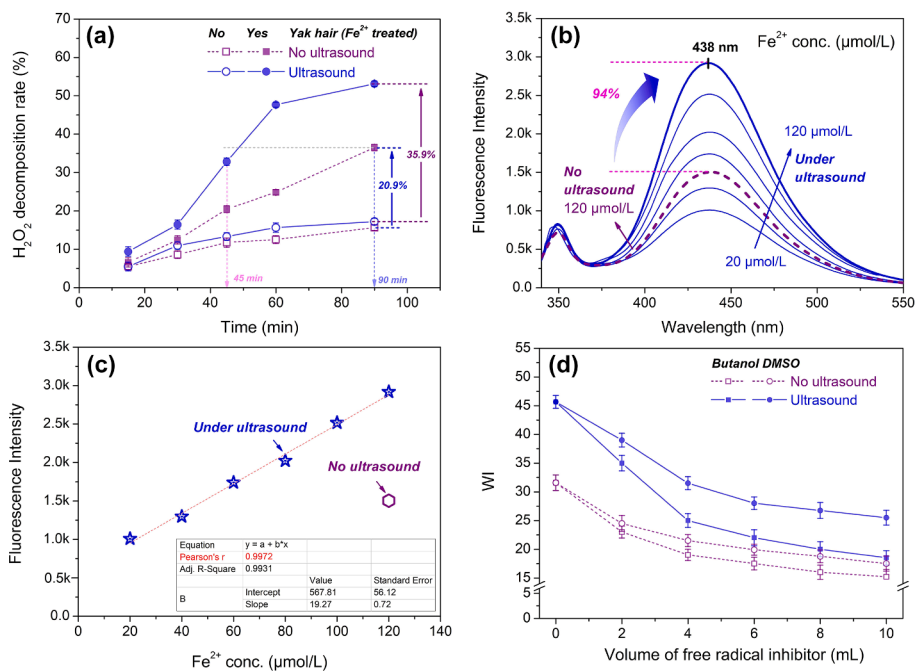 (a)
No Yes Yak hair (Fe²⁺ treated)
No ultrasound
Ultrasound
70
60
50
40
30
20
10
0
H₂O₂ decomposition rate (%)
35.9%
20.9%
45 min
90 min
0 20 40 60 80 100
Time (min)
(b)
438 nm
Fe²⁺ conc. (μmol/L)
3.5k
3.0k
2.5k
2.0k
1.5k
1.0k
0.5k
0.0
Fluorescence Intensity
94%
120 μmol/L
Under
ultrasound
No
ultrasound
120 μmol/L
20 μmol/L
350 400 450 500 550
Wavelength (nm)
(c)
3.5k
3.0k
2.5k
2.0k
1.5k
1.0k
0.5k
0.0
Fluorescence Intensity
Under ultrasound
No ultrasound
Equation y = a + b*x
Pearson's r 0.9972
Adj. R-Square 0.9931
Value Standard Error
B Intercept 567.81 56.12
Slope 19.27 0.72
0 20 40 60 80 100 120 140
Fe²⁺ conc. (μmol/L)
(d)
Butanol DMSO
No ultrasound
Ultrasound
55
50
45
40
35
30
25
20
15
5
0
WI
0 2 4 6 8 10
Volume of free radical inhibitor (mL)